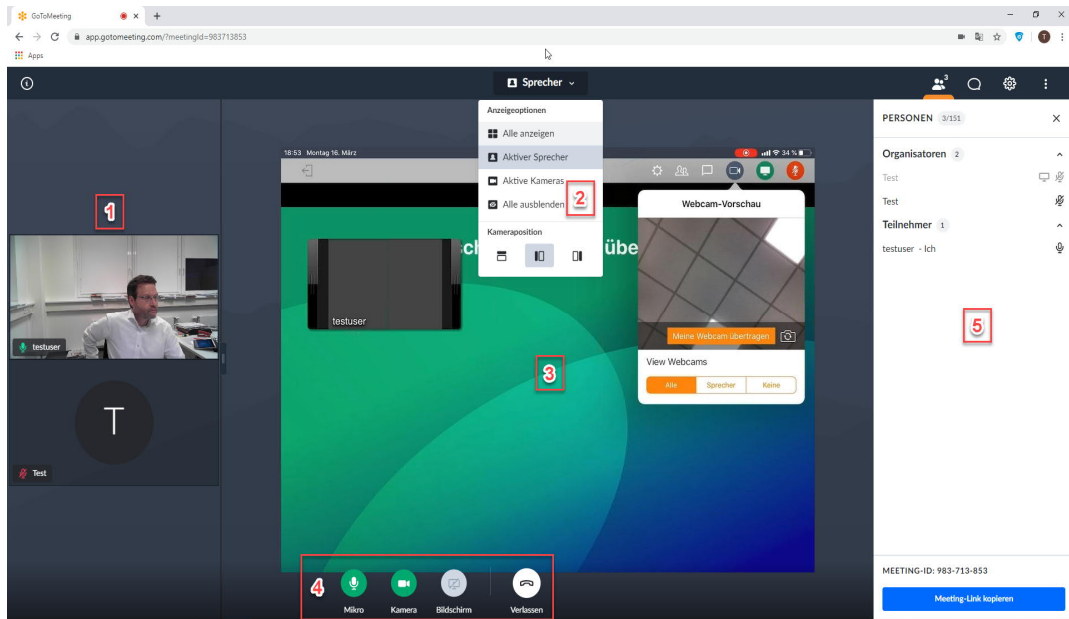 GoToMeeting
app.gotomeeting.com/?meetingId=983713853
T
Apps
Sprecher
3
Anzeigeoptionen
Alle anzeigen
Aktiver Sprecher
Aktive Kameras
Alle ausblenden
Kameraposition
PERSONEN 3/151
Organisatoren 2
Test
Test
Teilnehmer 1
testuser - Ich
5
MEETING-ID: 983-713-853
Meeting-Link kopieren
1
testuser
T
Test
18:53 Montag 16. März
34 %
2
Webcam-Vorschau
übe
testuser
Meine Webcam übertragen
View Webcams
Alle Sprecher Keine
3
4
Mikro Kamera Bildschirm Verlassen